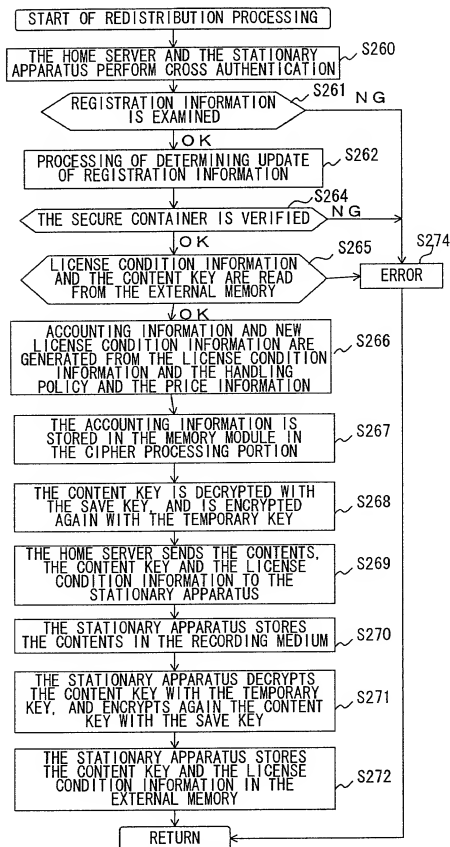 START OF REDISTRIBUTION PROCESSING
THE HOME SERVER AND THE STATIONARY
APPARATUS PERFORM CROSS AUTHENTICATION
S260
REGISTRATION INFORMATION
IS EXAMINED
S261
NG
OK
PROCESSING OF DETERMINING UPDATE
OF REGISTRATION INFORMATION
S262
THE SECURE CONTAINER IS VERIFIED
S264
NG
OK
LICENSE CONDITION INFORMATION
AND THE CONTENT KEY ARE READ
FROM THE EXTERNAL MEMORY
S265
S274
ERROR
OK
ACCOUNTING INFORMATION AND NEW
LICENSE CONDITION INFORMATION ARE
GENERATED FROM THE LICENSE CONDITION
INFORMATION AND THE HANDLING
POLICY AND THE PRICE INFORMATION
S266
THE ACCOUNTING INFORMATION IS
STORED IN THE MEMORY MODULE IN
THE CIPHER PROCESSING PORTION
S267
THE CONTENT KEY IS DECRYPTED WITH
THE SAVE KEY, AND IS ENCRYPTED
AGAIN WITH THE TEMPORARY KEY
S268
THE HOME SERVER SENDS THE CONTENTS,
THE CONTENT KEY AND THE LICENSE
CONDITION INFORMATION TO THE
STATIONARY APPARATUS
S269
THE STATIONARY APPARATUS STORES
THE CONTENTS IN THE RECORDING MEDIUM
S270
THE STATIONARY APPARATUS DECRYPTS
THE CONTENT KEY WITH THE TEMPORARY
KEY, AND ENCRYPTS AGAIN THE CONTENT
KEY WITH THE SAVE KEY
S271
THE STATIONARY APPARATUS STORES
THE CONTENT KEY AND THE LICENSE
CONDITION INFORMATION IN THE
EXTERNAL MEMORY
S272
RETURN